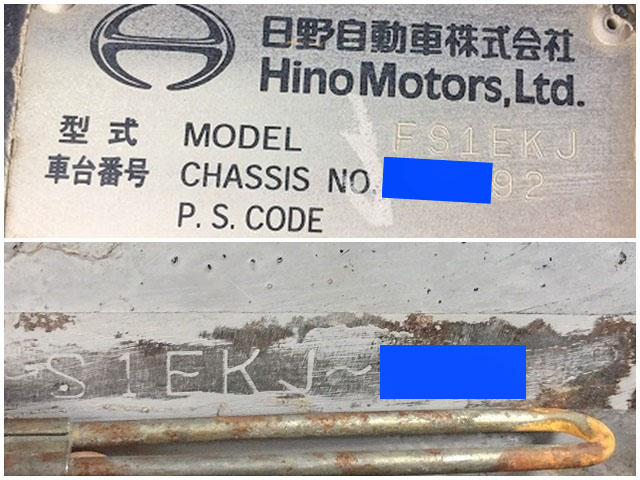 日野自動車株式会社
Hino Motors, Ltd.
型式 MODEL FS1EKJ
車台番号 CHASSIS NO. 92
P. S. CODE
S1EKJ~